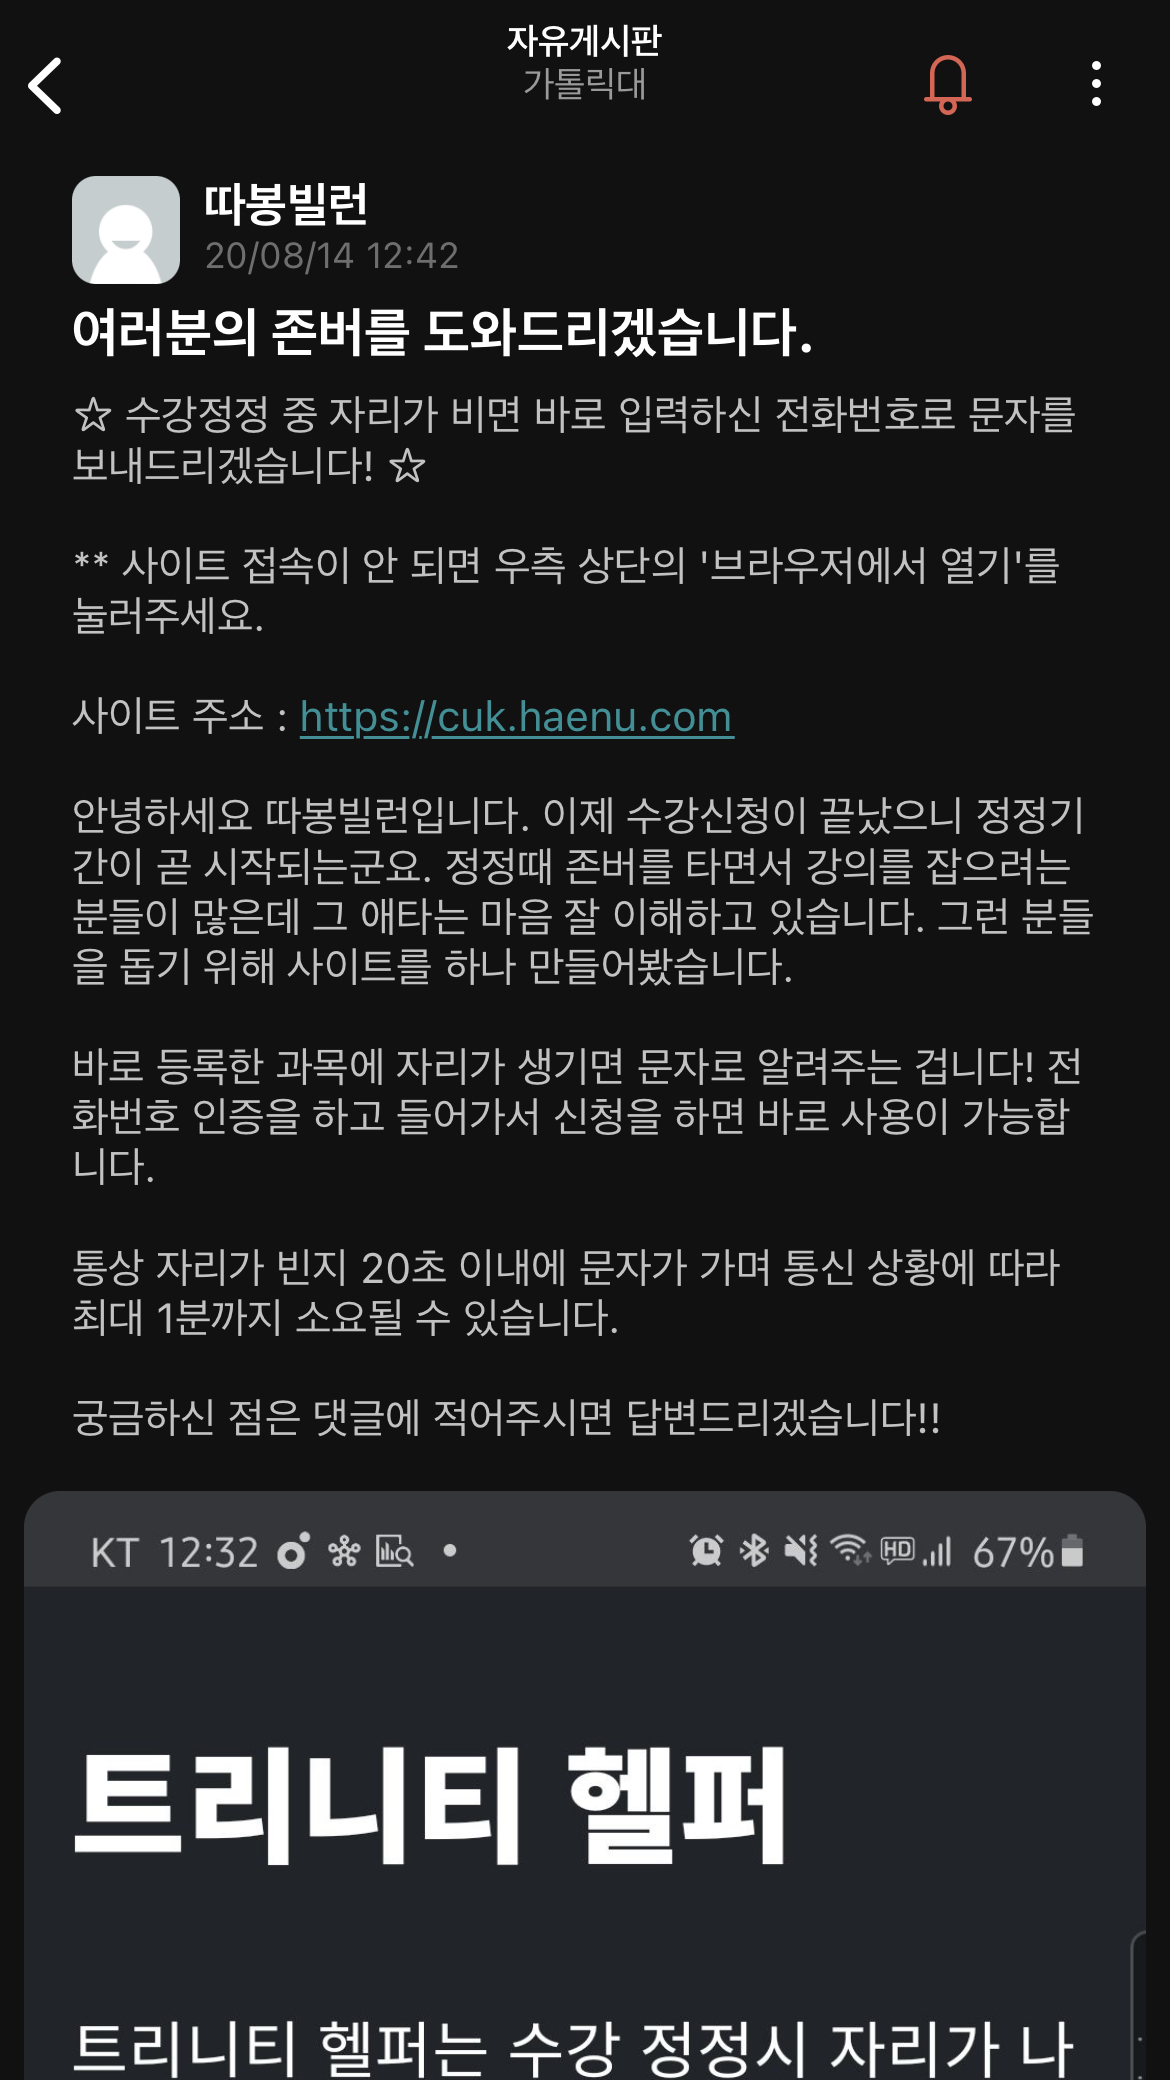 자유게시판
가톨릭대
따봉빌런
20/08/14 12:42
여러분의 존버를 도와드리겠습니다.
☆ 수강정정 중 자리가 비면 바로 입력하신 전화번호로 문자를
보내드리겠습니다! ☆
** 사이트 접속이 안 되면 우측 상단의 '브라우저에서 열기'를
눌러주세요.
사이트 주소 : https://cuk.haenu.com
안녕하세요 따봉빌런입니다. 이제 수강신청이 끝났으니 정정기
간이 곧 시작되는군요. 정정때 존버를 타면서 강의를 잡으려는
분들이 많은데 그 애타는 마음 잘 이해하고 있습니다. 그런 분들
을 돕기 위해 사이트를 하나 만들어봤습니다.
바로 등록한 과목에 자리가 생기면 문자로 알려주는 겁니다! 전
화번호 인증을 하고 들어가서 신청을 하면 바로 사용이 가능합
니다.
통상 자리가 빈지 20초 이내에 문자가 가며 통신 상황에 따라
최대 1분까지 소요될 수 있습니다.
궁금하신 점은 댓글에 적어주시면 답변드리겠습니다!!
KT 12:32 HD 67%
트리니티 헬퍼
트리니티 헬퍼는 수강 정정시 자리가 나